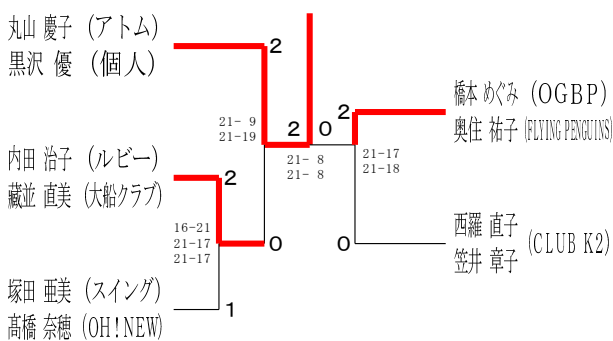 丸山 慶子 (アトム)
黒沢 優 (個人)
2
21- 9
21-19
2
0
21- 8
21- 8
2
橋本 めぐみ (OGBP)
奥住 祐子 (FLYING PENGUINS)
21-17
21-18
内田 治子 (ルビー)
藏並 直美 (大船クラブ)
2
16-21
21-17
21-17
0
0
西羅 直子
笠井 章子
(CLUB K2)
塚田 亜美 (スイング)
髙橋 奈穂 (OH!NEW)
1